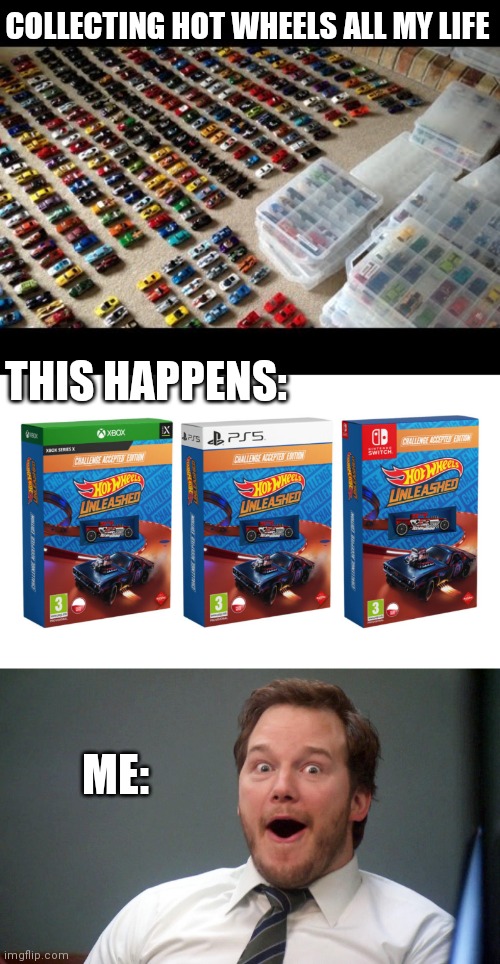 COLLECTING HOT WHEELS ALL MY LIFE
THIS HAPPENS:
XBOX
XBOX SERIES X
CHALLENGE ACCEPTED EDITION
HOT WHEELS
UNLEASHED
3
PS5
PS5
CHALLENGE ACCEPTED EDITION
HOT WHEELS
UNLEASHED
3
NINTENDO
SWITCH
CHALLENGE ACCEPTED EDITION
HOT WHEELS
UNLEASHED
3
ME:
imgflip.com